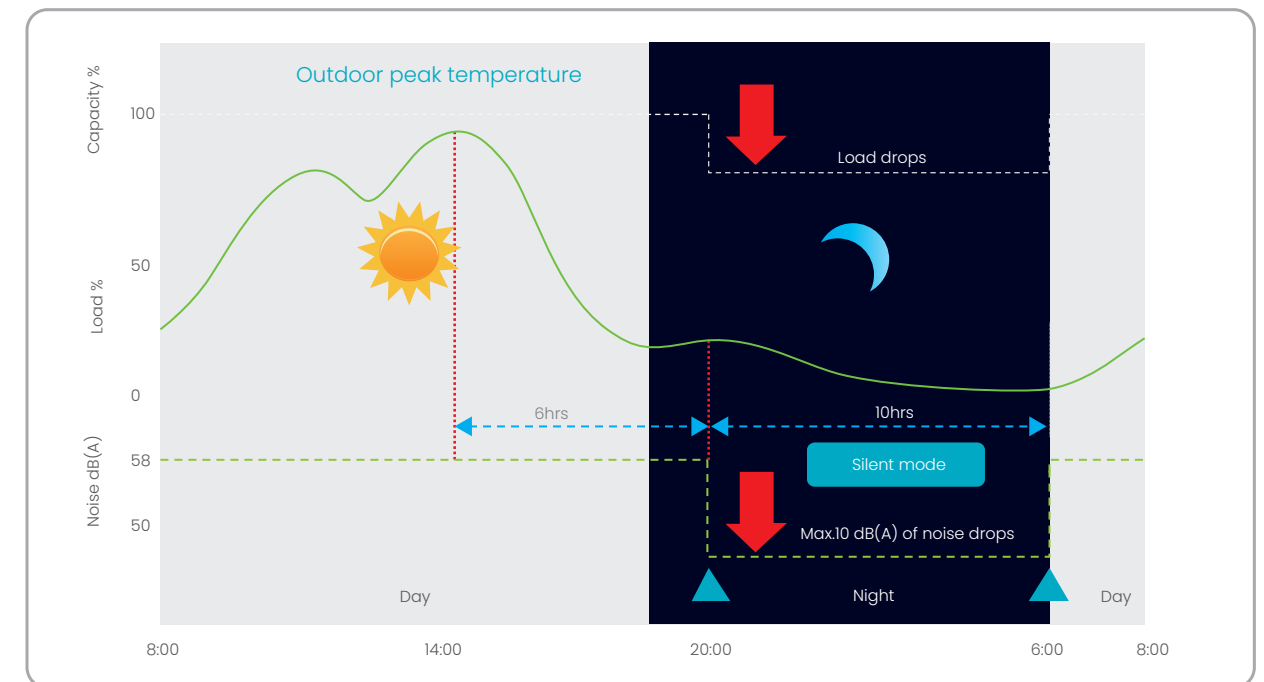 Capacity %
Outdoor peak temperature
100
Load drops
50
Load %
0
6hrs
10hrs
Noise dB(A)
58
Silent mode
50
Max.10 dB(A) of noise drops
Day
Night
Day
8:00
14:00
20:00
6:00
8:00